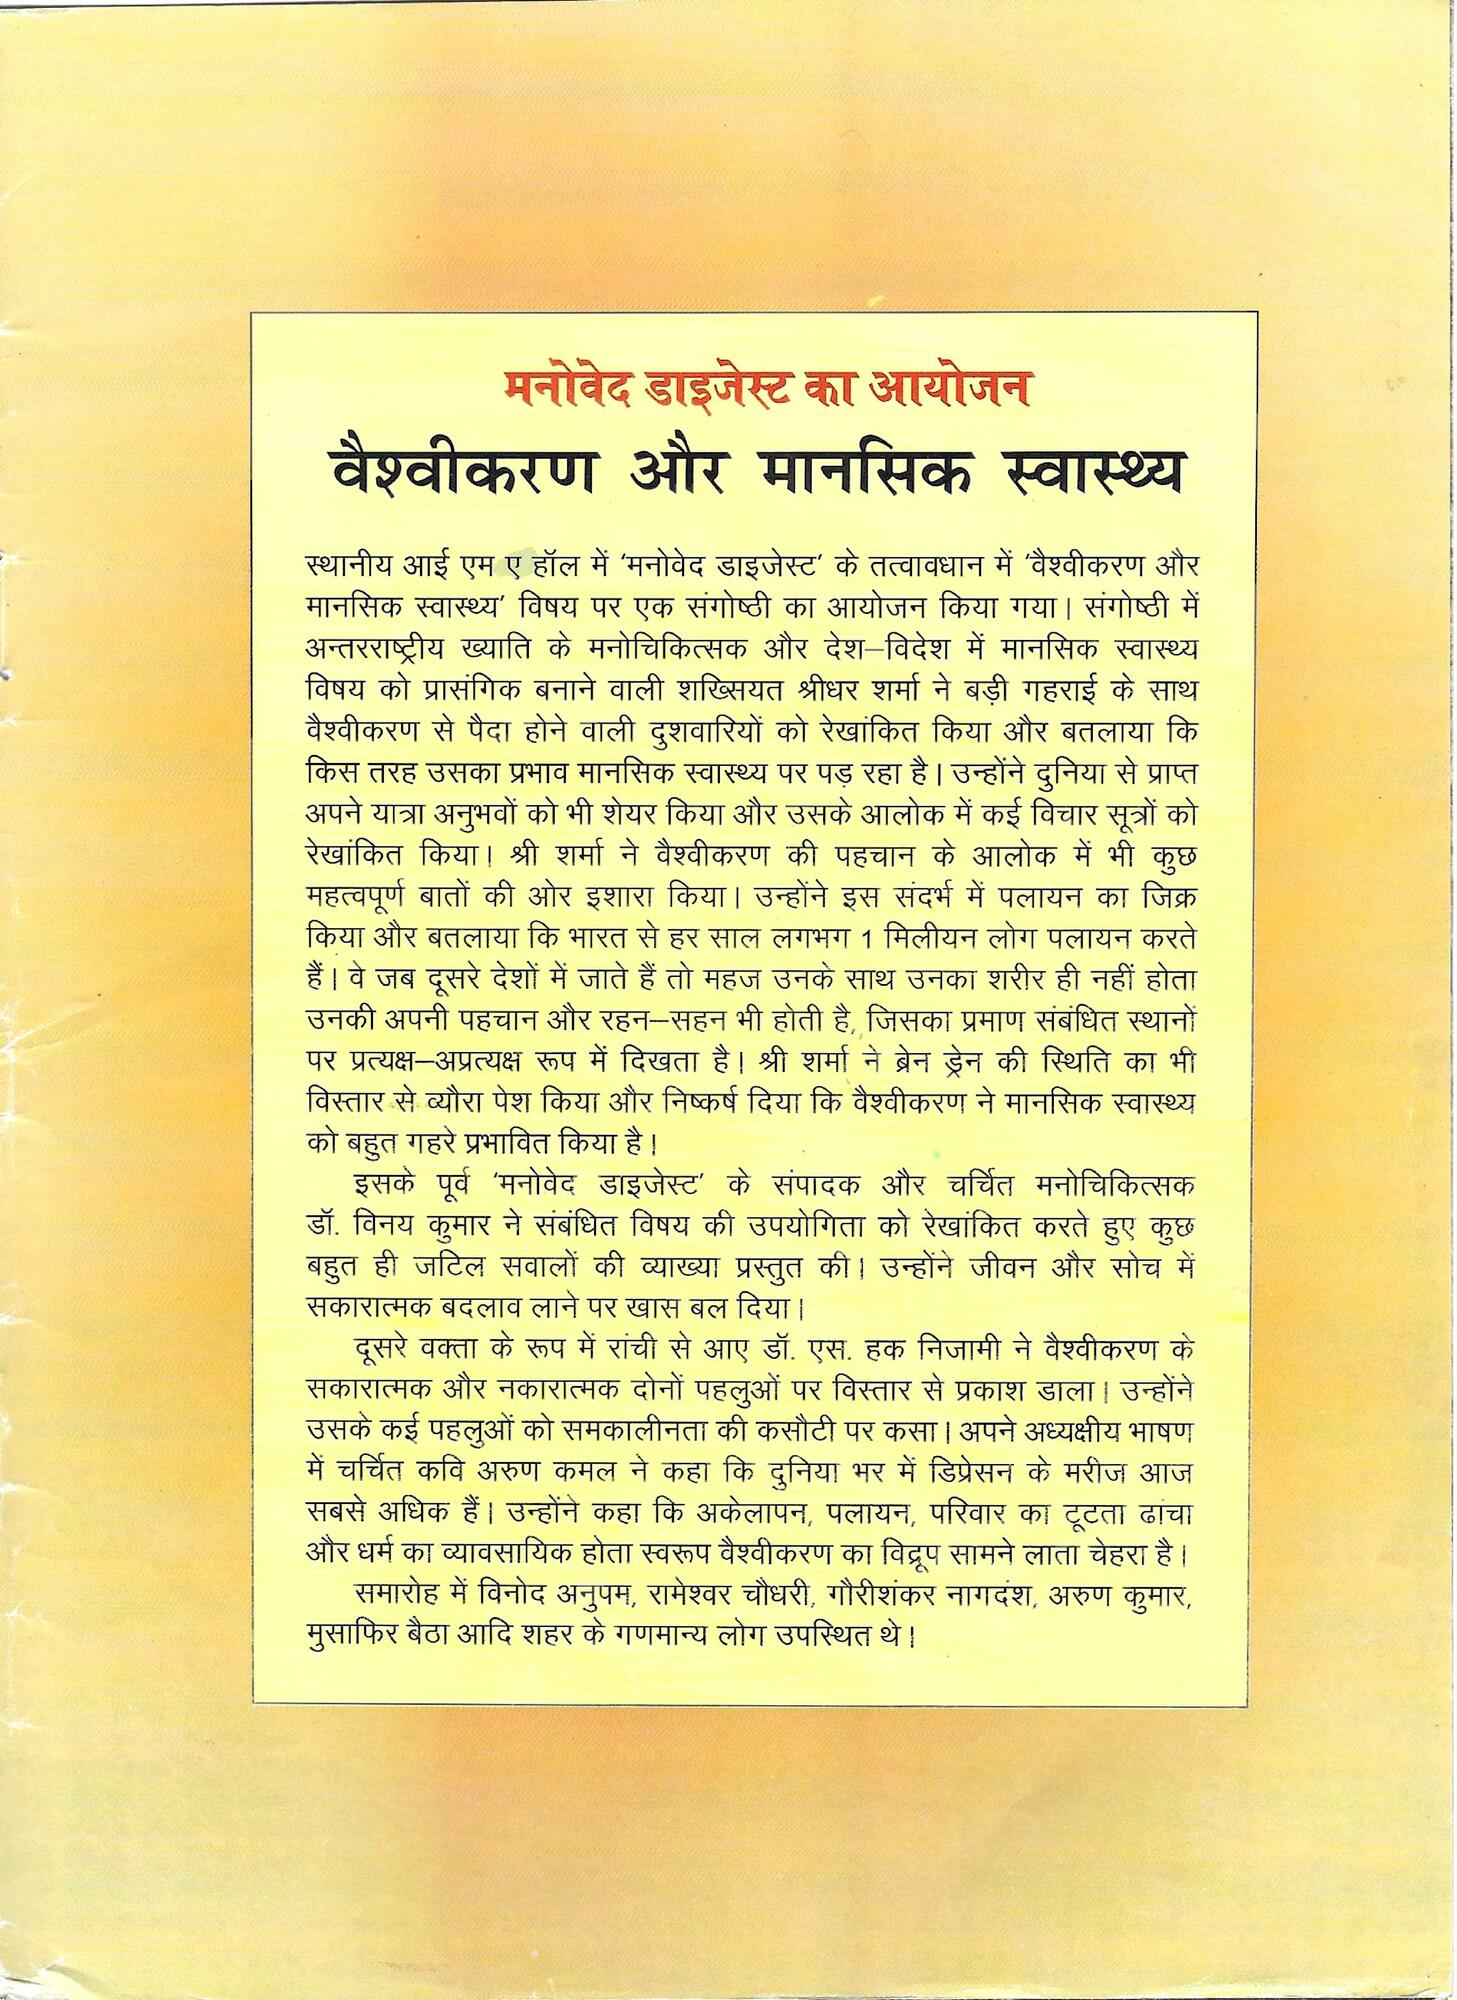 मनोवेद डाइजेस्ट का आयोजन
वैश्वीकरण और मानसिक स्वास्थ्य
स्थानीय आई एम ए हॉल में 'मनोवेद डाइजेस्ट' के तत्वावधान में 'वैश्वीकरण और
मानसिक स्वास्थ्य' विषय पर एक संगोष्ठी का आयोजन किया गया। संगोष्ठी में
अन्तरराष्ट्रीय ख्याति के मनोचिकित्सक और देश–विदेश में मानसिक स्वास्थ्य
विषय को प्रासंगिक बनाने वाली शख्सियत श्रीधर शर्मा ने बड़ी गहराई के साथ
वैश्वीकरण से पैदा होने वाली दुशवारियों को रेखांकित किया और बतलाया कि
किस तरह उसका प्रभाव मानसिक स्वास्थ्य पर पड़ रहा है। उन्होंने दुनिया से प्राप्त
अपने यात्रा अनुभवों को भी शेयर किया और उसके आलोक में कई विचार सूत्रों को
रेखांकित किया। श्री शर्मा ने वैश्वीकरण की पहचान के आलोक में भी कुछ
महत्वपूर्ण बातों की ओर इशारा किया। उन्होंने इस संदर्भ में पलायन का जिक्र
किया और बतलाया कि भारत से हर साल लगभग 1 मिलीयन लोग पलायन करते
हैं। वे जब दूसरे देशों में जाते हैं तो महज उनके साथ उनका शरीर ही नहीं होता
उनकी अपनी पहचान और रहन–सहन भी होती है, जिसका प्रमाण संबंधित स्थानों
पर प्रत्यक्ष–अप्रत्यक्ष रूप में दिखता है। श्री शर्मा ने ब्रेन ड्रेन की स्थिति का भी
विस्तार से व्यौरा पेश किया और निष्कर्ष दिया कि वैश्वीकरण ने मानसिक स्वास्थ्य
को बहुत गहरे प्रभावित किया है।
इसके पूर्व 'मनोवेद डाइजेस्ट' के संपादक और चर्चित मनोचिकित्सक
डॉ. विनय कुमार ने संबंधित विषय की उपयोगिता को रेखांकित करते हुए कुछ
बहुत ही जटिल सवालों की व्याख्या प्रस्तुत की। उन्होंने जीवन और सोच में
सकारात्मक बदलाव लाने पर खास बल दिया।
दूसरे वक्ता के रूप में रांची से आए डॉ. एस. हक निजामी ने वैश्वीकरण के
सकारात्मक और नकारात्मक दोनों पहलुओं पर विस्तार से प्रकाश डाला। उन्होंने
उसके कई पहलुओं को समकालीनता की कसौटी पर कसा। अपने अध्यक्षीय भाषण
में चर्चित कवि अरुण कमल ने कहा कि दुनिया भर में डिप्रेसन के मरीज आज
सबसे अधिक हैं। उन्होंने कहा कि अकेलापन, पलायन, परिवार का टूटता ढांचा
और धर्म का व्यावसायिक होता स्वरूप वैश्वीकरण का विद्रूप सामने लाता चेहरा है।
समारोह में विनोद अनुपम, रामेश्वर चौधरी, गौरीशंकर नागदंश, अरुण कुमार,
मुसाफिर बैठा आदि शहर के गणमान्य लोग उपस्थित थे।